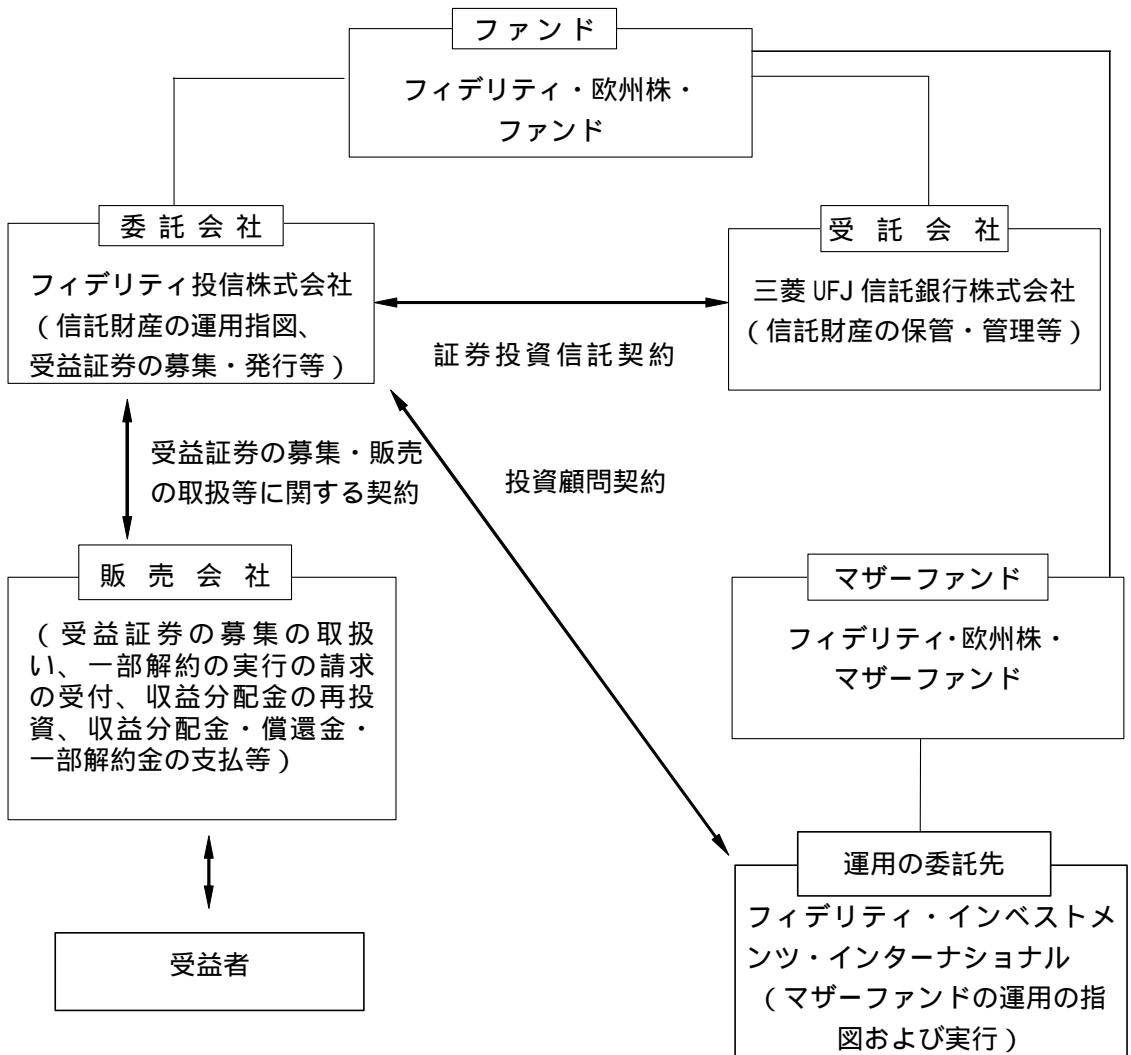 ファンド
フィデリティ・欧州株・
ファンド
委託会社
フィデリティ投信株式会社
（信託財産の運用指図、
受益証券の募集・発行等）
受託会社
三菱UFJ信託銀行株式会社
（信託財産の保管・管理等）
証券投資信託契約
受益証券の募集・販売
の取扱等に関する契約
投資顧問契約
販売会社
（受益証券の募集の取扱
い、一部解約の実行の請求
の受付、収益分配金の再投
資、収益分配金・償還金・
一部解約金の支払等）
マザーファンド
フィデリティ・欧州株・
マザーファンド
受益者
運用の委託先
フィデリティ・インベストメ
ンツ・インターナショナル
（マザーファンドの運用の指
図および実行）